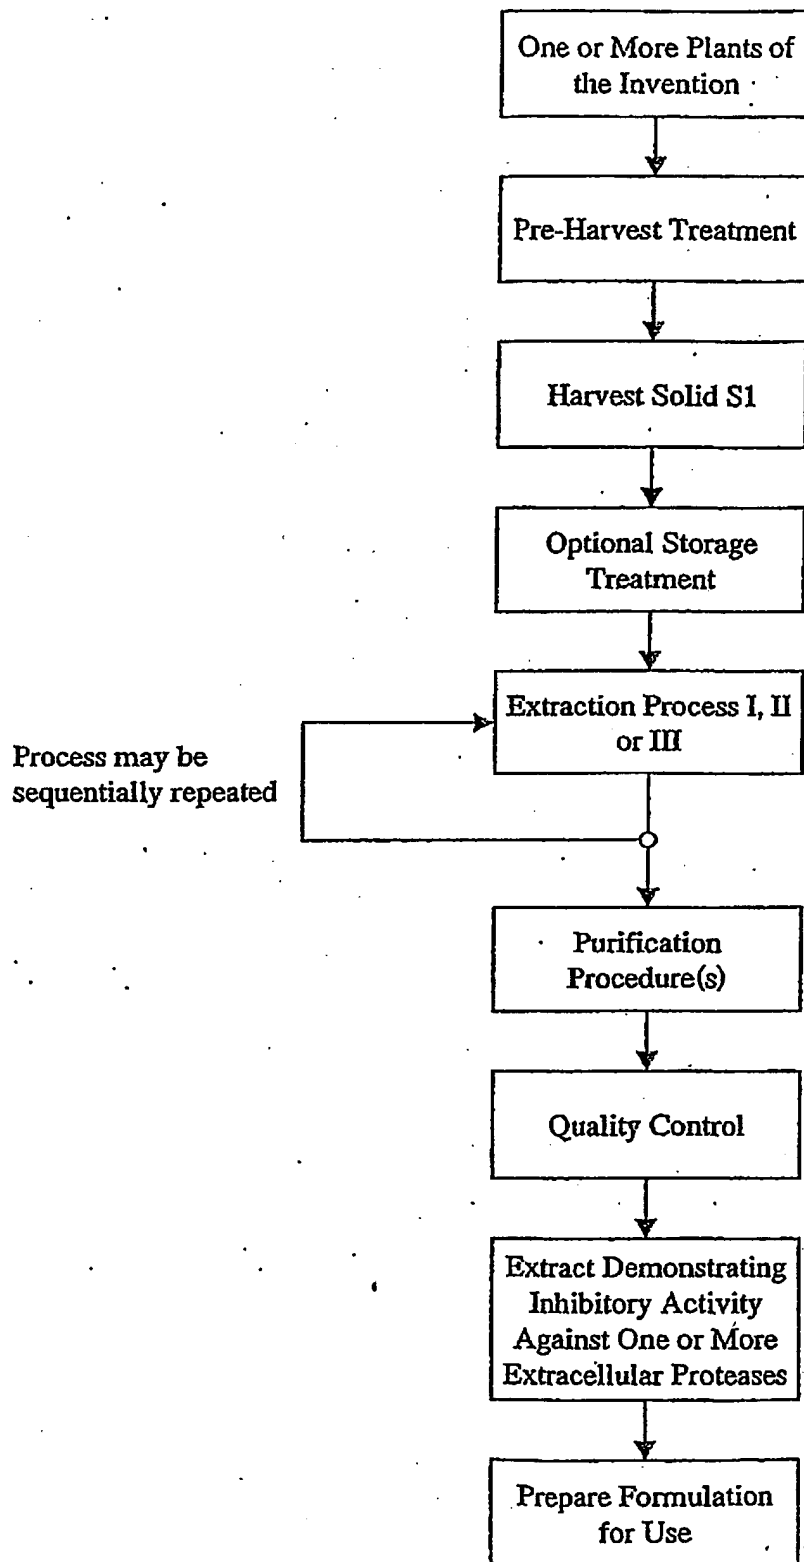 One or More Plants of
the Invention
Pre-Harvest Treatment
Harvest Solid S1
Optional Storage
Treatment
Extraction Process I, II
or III
Process may be
sequentially repeated
Purification
Procedure(s)
Quality Control
Extract Demonstrating
Inhibitory Activity
Against One or More
Extracellular Proteases
Prepare Formulation
for Use